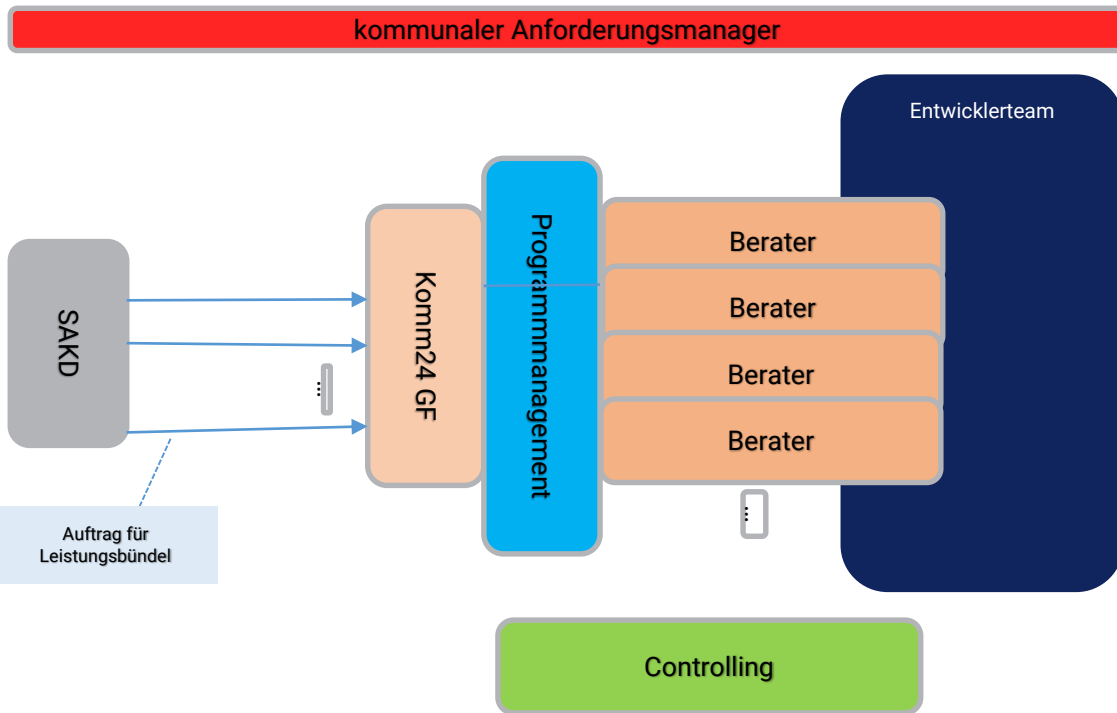 kommunaler Anforderungsmanager
Entwicklerteam
SAKD
Komm24 GF
Programmmanagement
Berater
Berater
Berater
Berater
...
...
Auftrag für
Leistungsbündel
Controlling